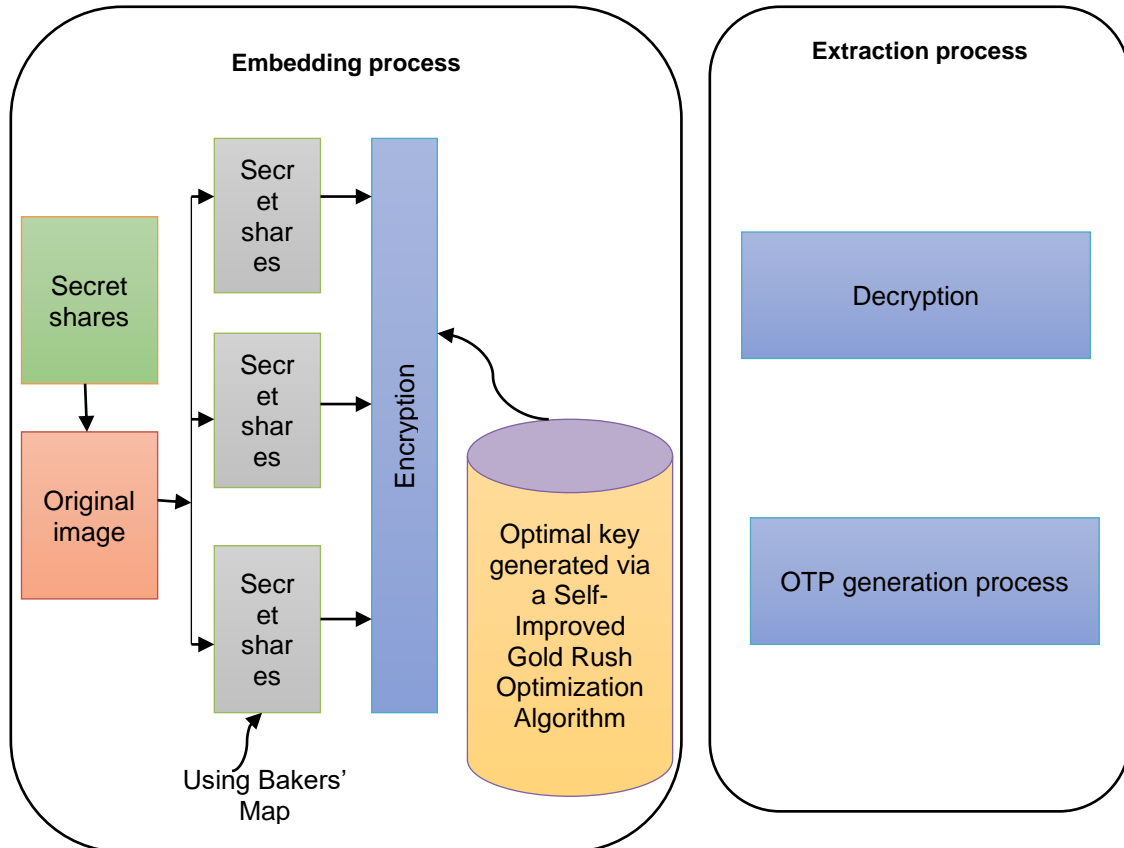 Embedding process
Secret
shares
Original
image
Secr
et
shar
es
Secr
et
shar
es
Secr
et
shar
es
Using Bakers’
Map
Encryption
Optimal key
generated via
a Self-
Improved
Gold Rush
Optimization
Algorithm
Extraction process
Decryption
OTP generation process